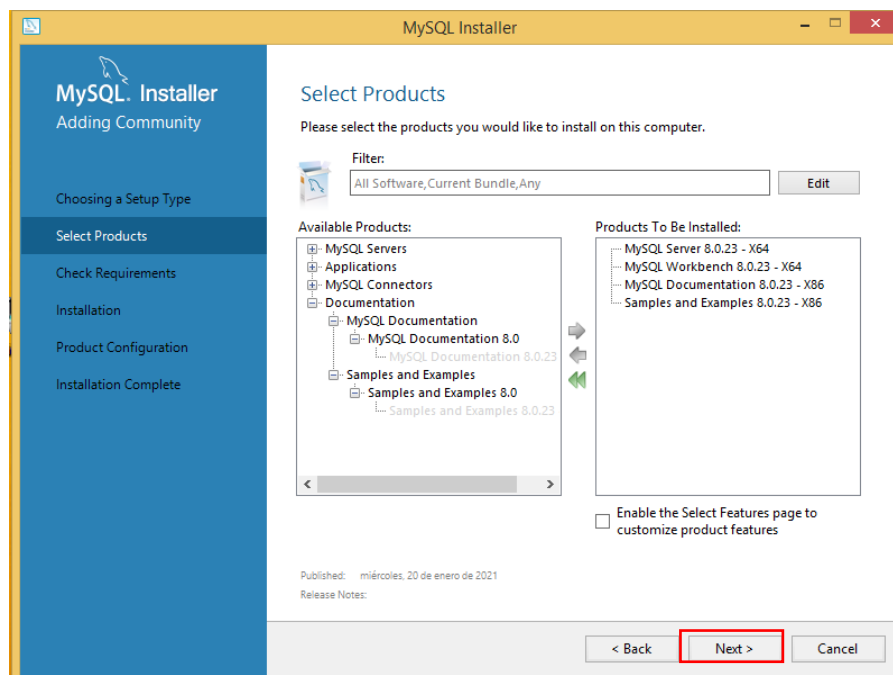 MySQL Installer
MySQL. Installer
Adding Community
Choosing a Setup Type
Select Products
Check Requirements
Installation
Product Configuration
Installation Complete
Select Products
Please select the products you would like to install on this computer.
Filter:
All Software,Current Bundle,Any
Edit
Available Products:
MySQL Servers
Applications
MySQL Connectors
Documentation
MySQL Documentation
MySQL Documentation 8.0
MySQL Documentation 8.0.23
Samples and Examples
Samples and Examples 8.0
Samples and Examples 8.0.23
Products To Be Installed:
MySQL Server 8.0.23 - X64
MySQL Workbench 8.0.23 - X64
MySQL Documentation 8.0.23 - X86
Samples and Examples 8.0.23 - X86
Enable the Select Features page to
customize product features
Published: miércoles, 20 de enero de 2021
Release Notes:
< Back
Next >
Cancel